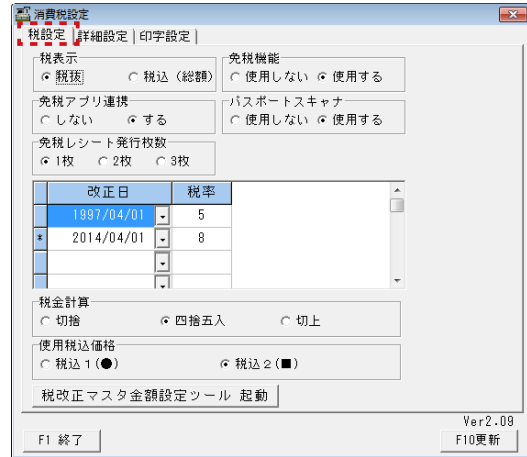 消費税設定
税設定 詳細設定 印字設定
税表示 免税機能
税抜 税込（総額） 使用しない 使用する
免税アプリ連携 パスポートスキャナ
しない する 使用しない 使用する
免税レシート発行枚数
1枚 2枚 3枚
改正日 税率
1997/04/01 5
* 2014/04/01 8
税金計算
切捨 四捨五入 切上
使用税込価格
税込１(●) 税込２(■)
税改正マスタ金額設定ツール 起動
Ver2.09
F1 終了 F10更新